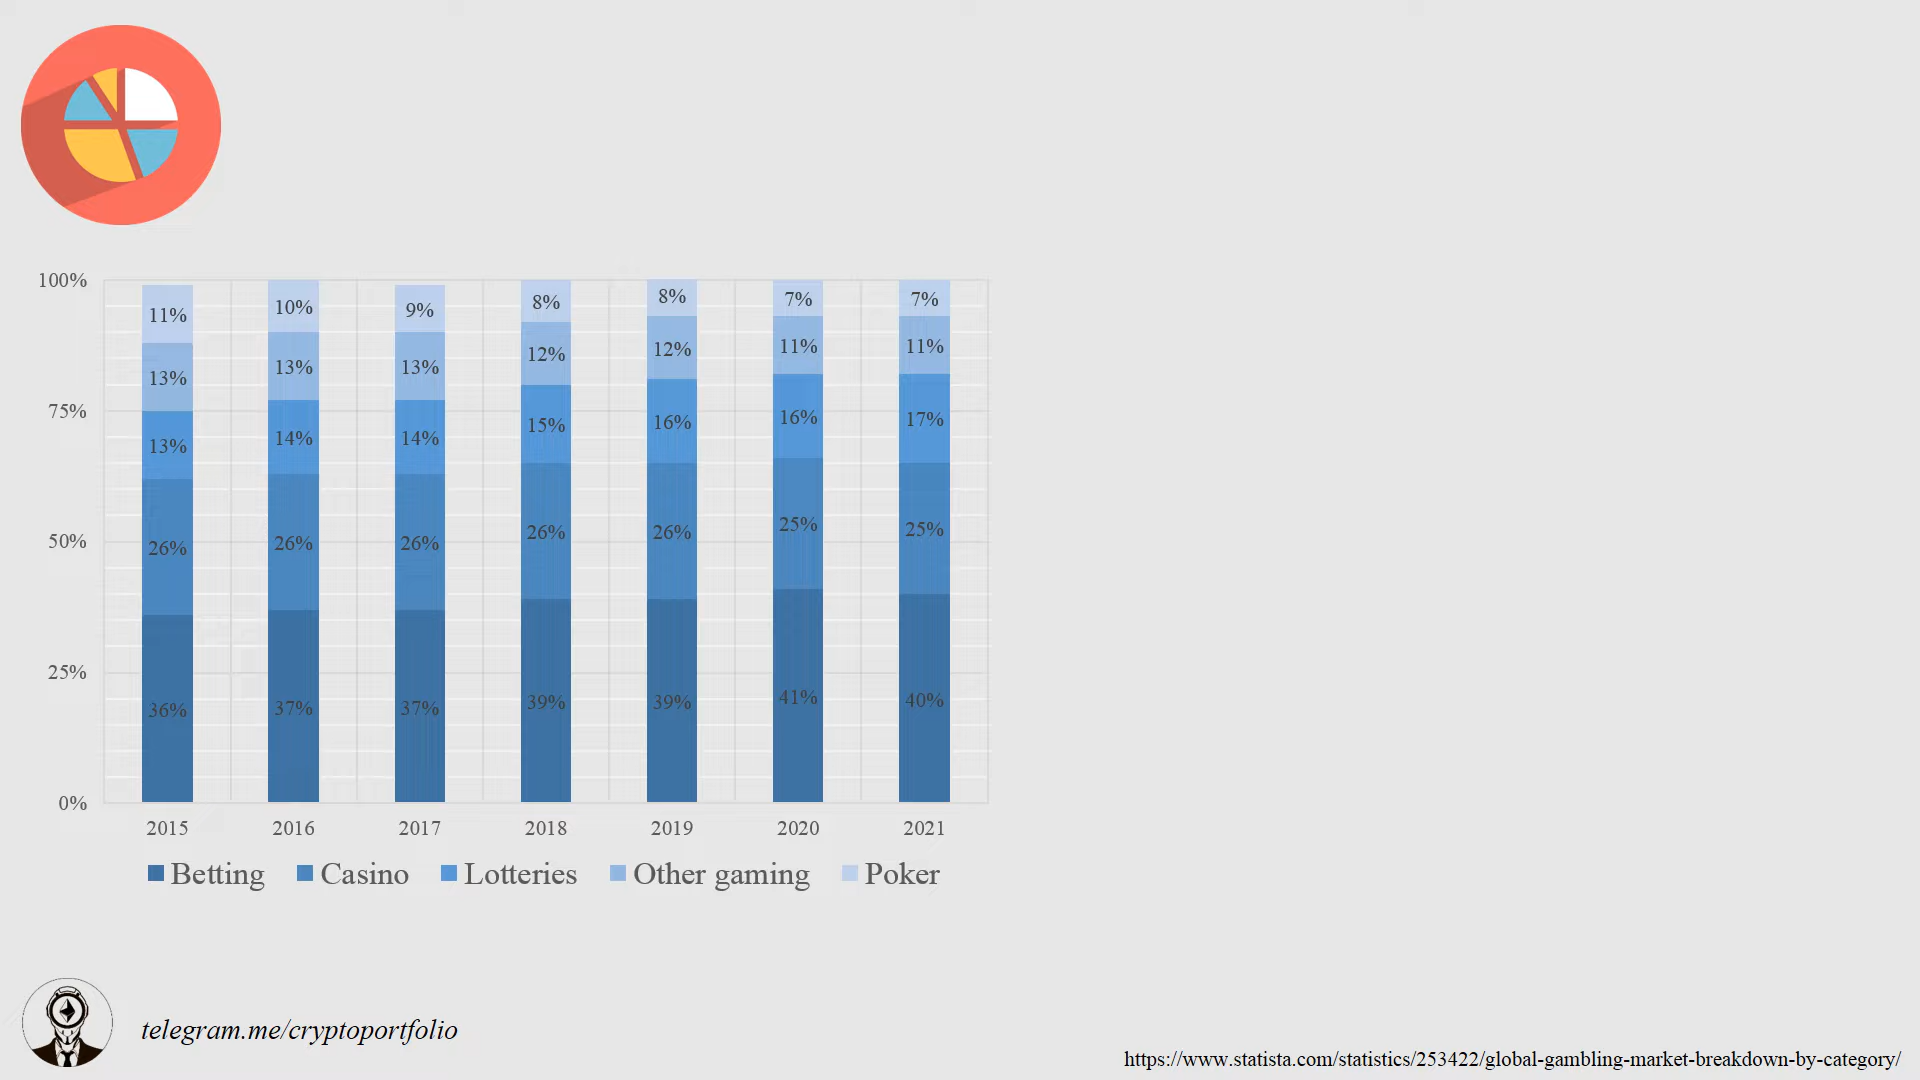 100%
75%
50%
25%
0%
11% 10% 9% 8% 8% 7% 7%
13% 13% 13% 12% 12% 11% 11%
13% 14% 14% 15% 16% 16% 17%
26% 26% 26% 26% 26% 25% 25%
36% 37% 37% 39% 39% 41% 40%
2015 2016 2017 2018 2019 2020 2021
Betting Casino Lotteries Other gaming Poker
telegram.me/cryptoportfolio
https://www.statista.com/statistics/253422/global-gambling-market-breakdown-by-category/